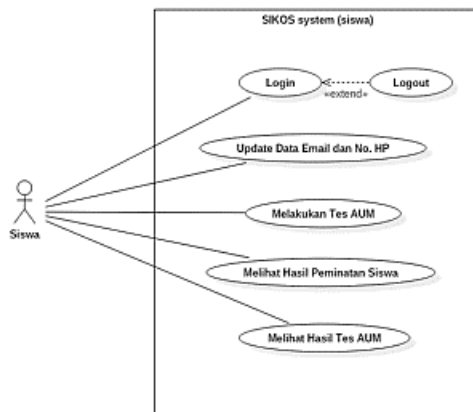 SIKOS system (siswa)
Login
Logout
«extend»
Update Data Email dan No. HP
Melakukan Tes AUM
Siswa
Melihat Hasil Peminatan Siswa
Melihat Hasil Tes AUM